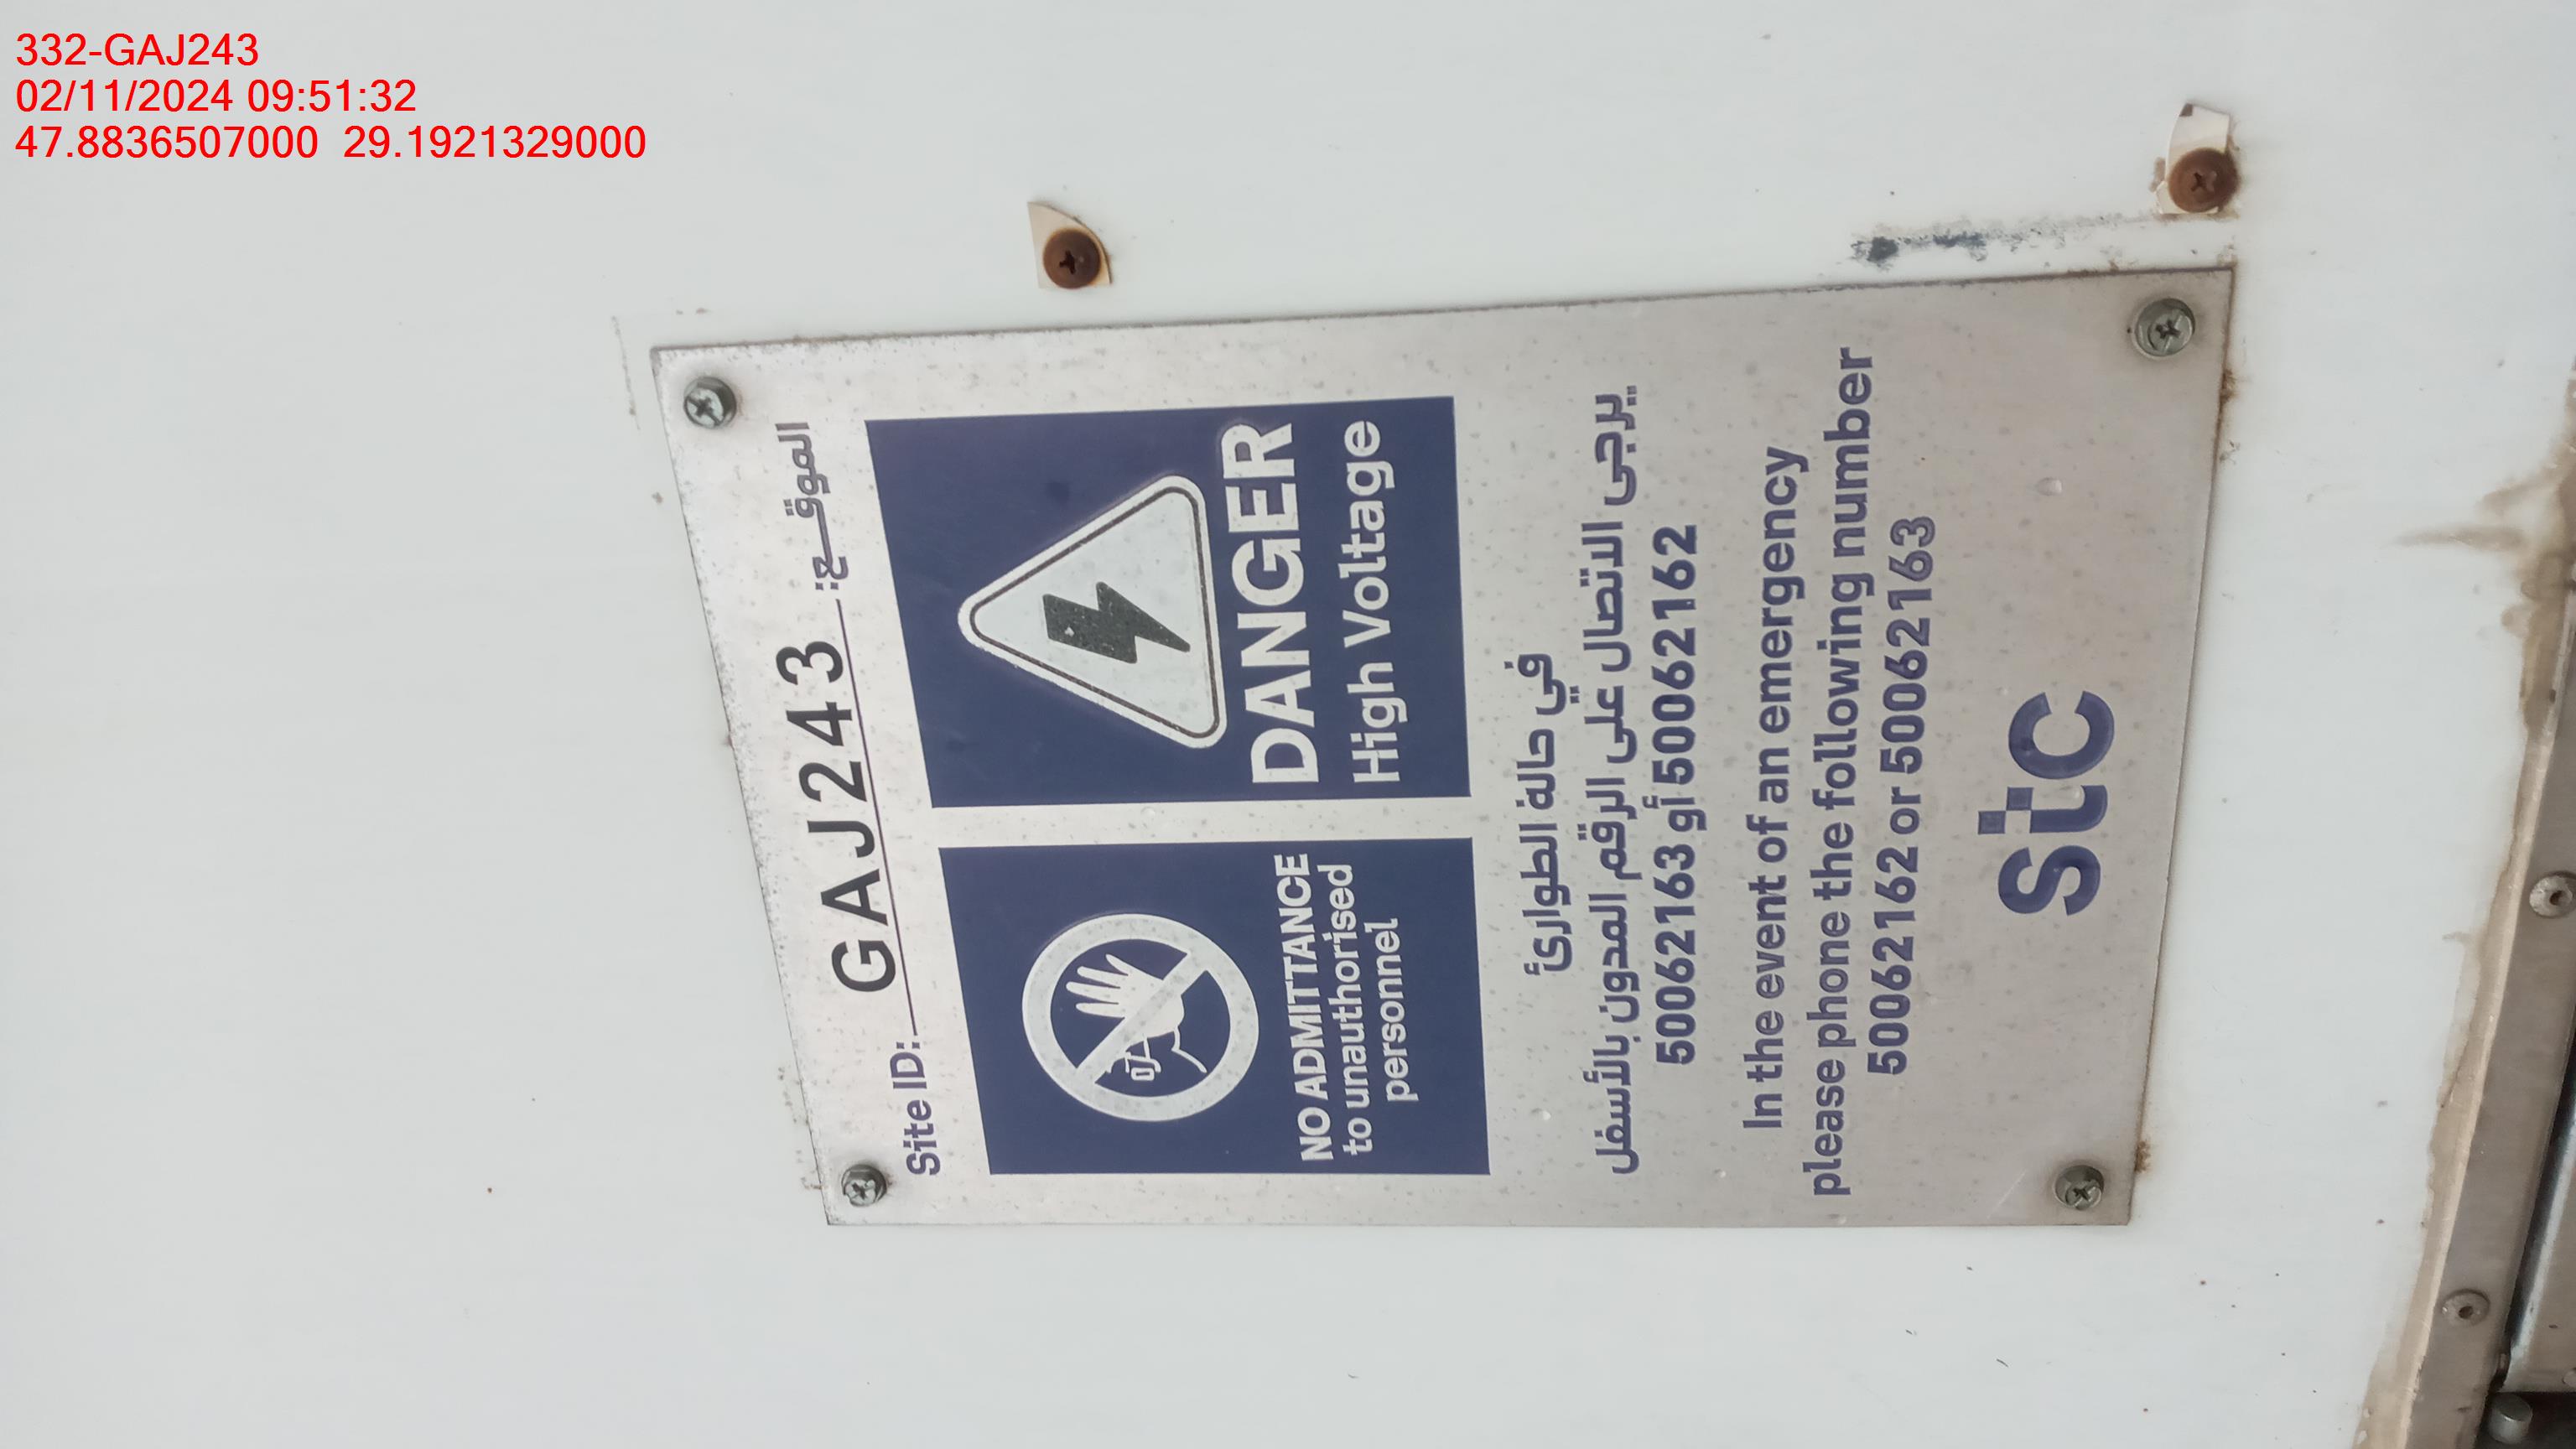 332-GAJ243
02/11/2024 09:51:32
47.8836507000 29.1921329000
Site ID: GAJ243 الموقـــع:
NO ADMITTANCE
to unauthorised
personnel
DANGER
High Voltage
في حالة الطوارئ
يرجى الاتصال على الرقم المدون بالأسفل
50062162 أو 50062163
In the event of an emergency
please phone the following number
50062162 or 50062163
stc